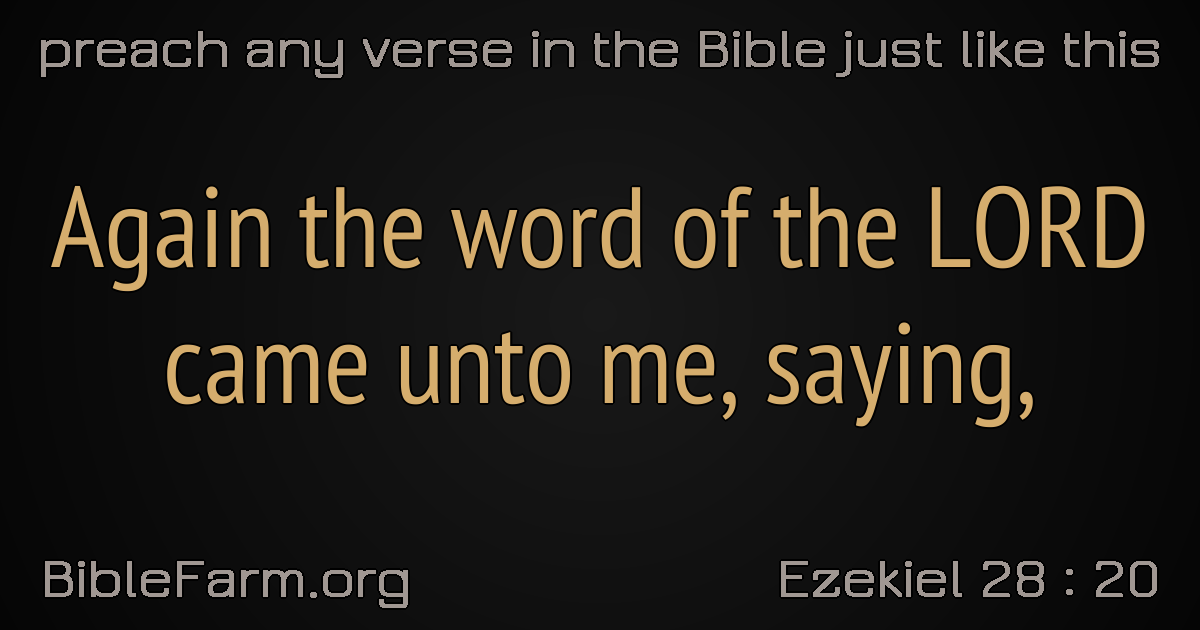 preach any verse in the Bible just like this
Again the word of the LORD
came unto me, saying,
BibleFarm.org
Ezekiel 28 : 20